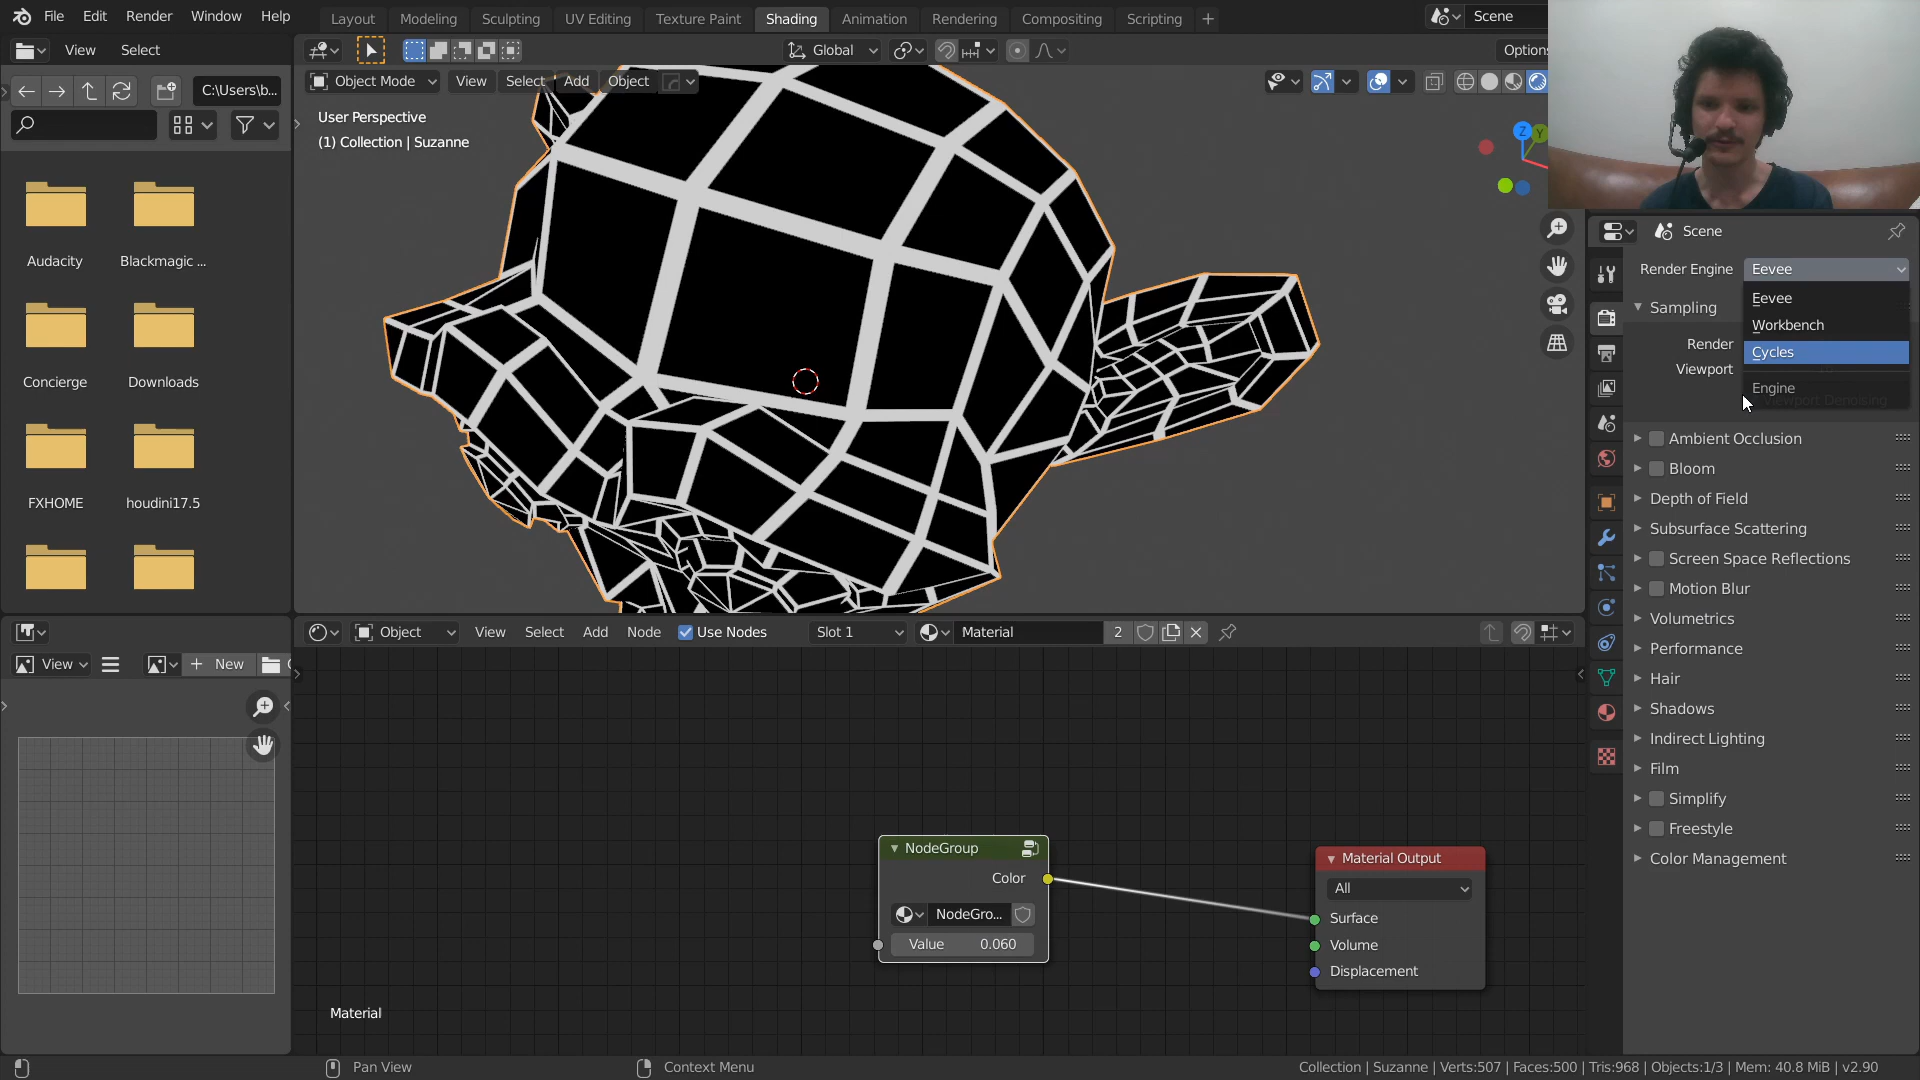 File Edit Render Window Help
Layout Modeling Sculpting UV Editing Texture Paint Shading Animation Rendering Compositing Scripting +
Scene
View Select
Global
Options
C:\Users\b...
Object Mode View Select Add Object
User Perspective
(1) Collection | Suzanne
Z Y
Audacity
Blackmagic ...
Concierge
Downloads
FXHOME
houdini17.5
Scene
Render Engine Eevee
Eevee
Sampling
Workbench
Render
Cycles
Viewport
Engine
Viewport Denoising
Ambient Occlusion
Bloom
Depth of Field
Subsurface Scattering
Screen Space Reflections
Motion Blur
Volumetrics
Performance
Hair
Shadows
Indirect Lighting
Film
Simplify
Freestyle
Color Management
Object View Select Add Node Use Nodes Slot 1 Material 2
View + New
NodeGroup
Color
NodeGro...
Value 0.060
Material Output
All
Surface
Volume
Displacement
Material
Pan View
Context Menu
Collection | Suzanne | Verts:507 | Faces:500 | Tris:968 | Objects:1/3 | Mem: 40.8 MiB | v2.90